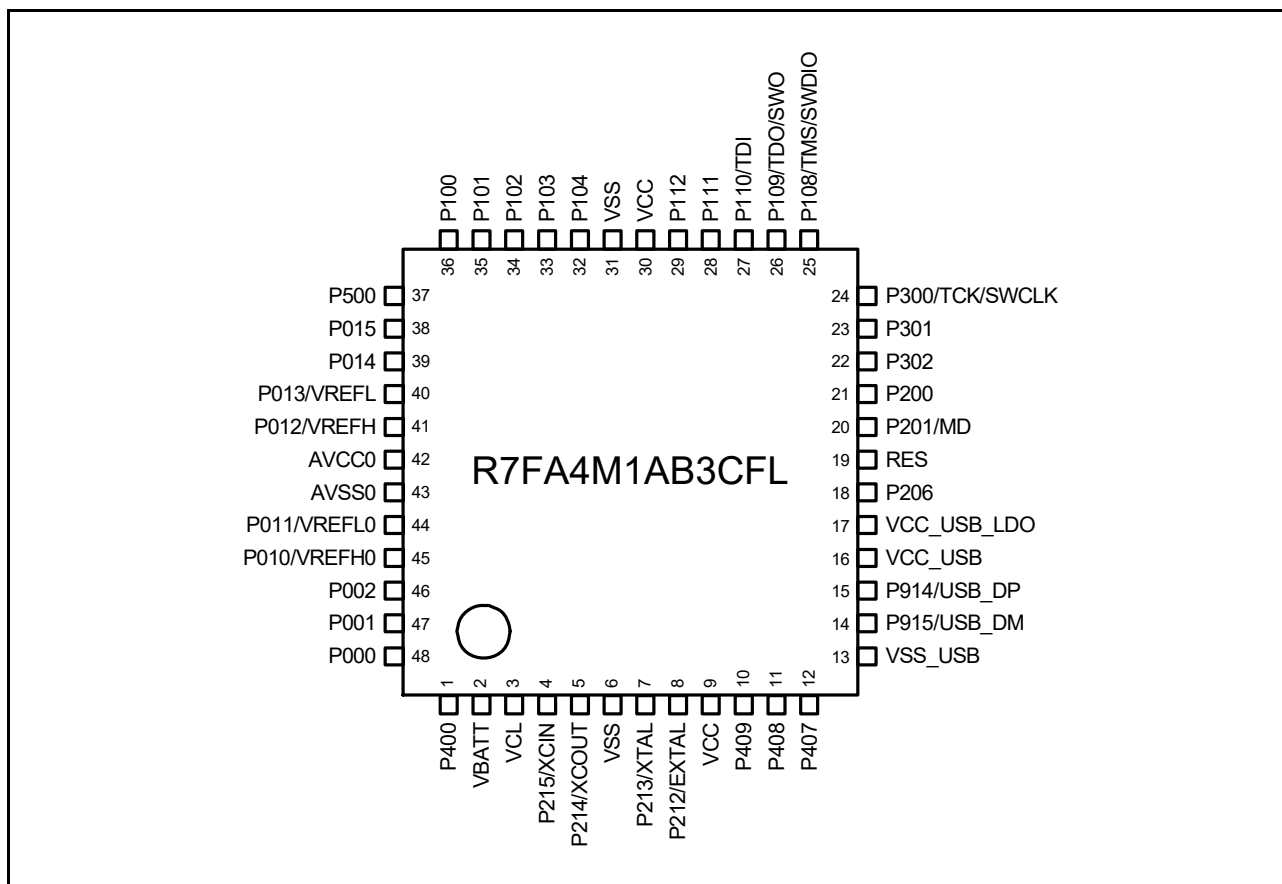 P100
P101
P102
P103
P104
VSS
VCC
P112
P111
P110/TDI
P109/TDO/SWO
P108/TMS/SWDIO
36
35
34
33
32
31
30
29
28
27
26
25
P500 37
P015 38
P014 39
P013/VREFL 40
P012/VREFH 41
AVCC0 42
AVSS0 43
P011/VREFL0 44
P010/VREFH0 45
P002 46
P001 47
P000 48
R7FA4M1AB3CFL
24 P300/TCK/SWCLK
23 P301
22 P302
21 P200
20 P201/MD
19 RES
18 P206
17 VCC_USB_LDO
16 VCC_USB
15 P914/USB_DP
14 P915/USB_DM
13 VSS_USB
1
2
3
4
5
6
7
8
9
10
11
12
P400
VBATT
VCL
P215/XCIN
P214/XCOUT
VSS
P213/XTAL
P212/EXTAL
VCC
P409
P408
P407